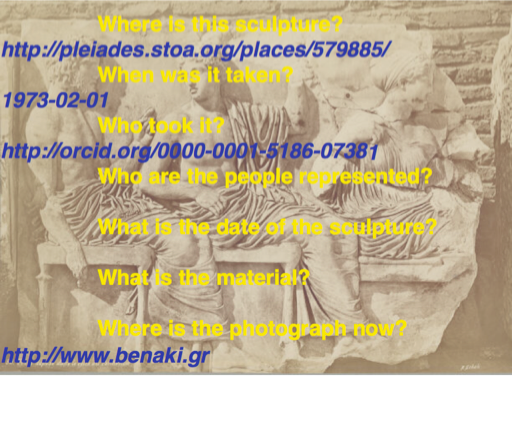 Where is this sculpture?
http://pleiades.stoa.org/places/579885/
When was it taken?
1973-02-01
Who took it?
http://orcid.org/0000-0001-5186-07381
Who are the people represented?
What is the date of the sculpture?
What is the material?
Where is the photograph now?
http://www.benaki.gr